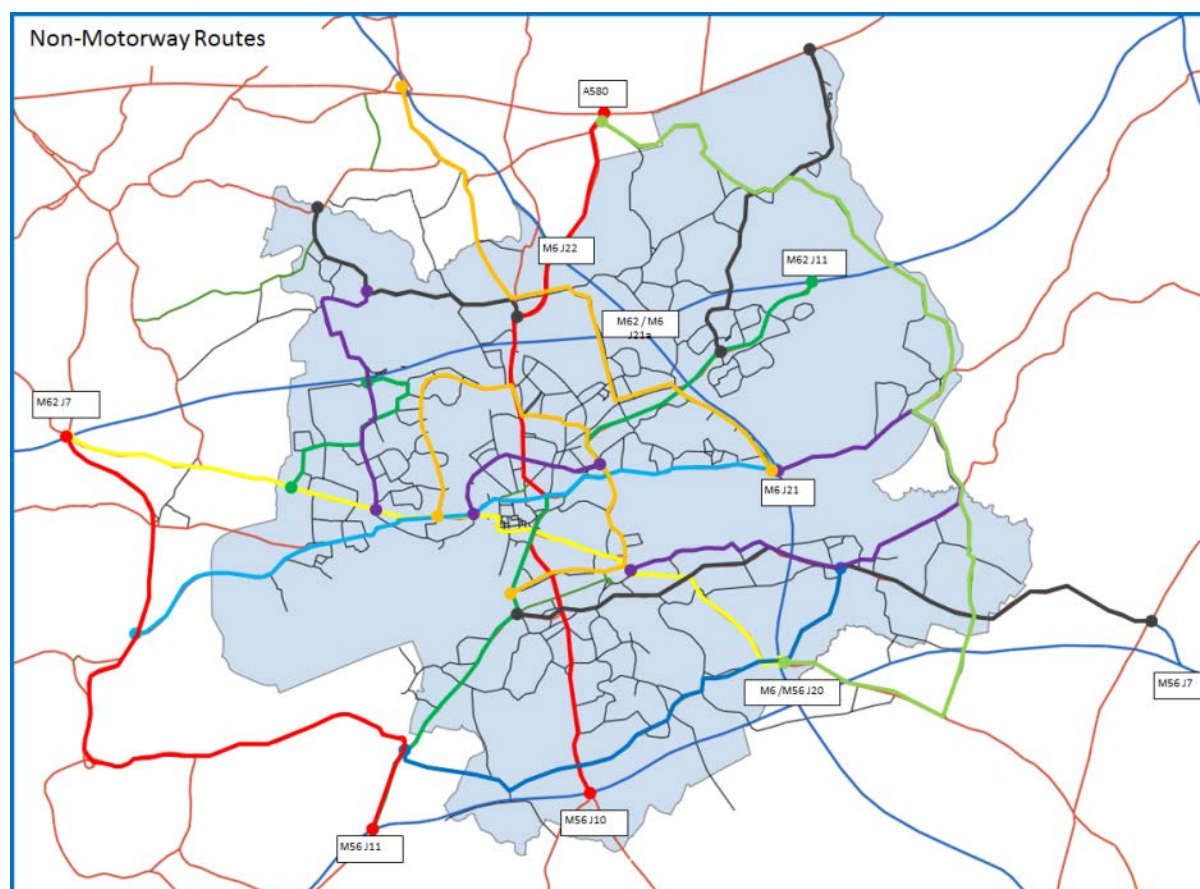 Non-Motorway Routes
A580
M6 J22
M62 J11
M62 / M6
J21a
M62 J7
M6 J21
M6 /M56 J20
M56 J7
M56 J10
M56 J11